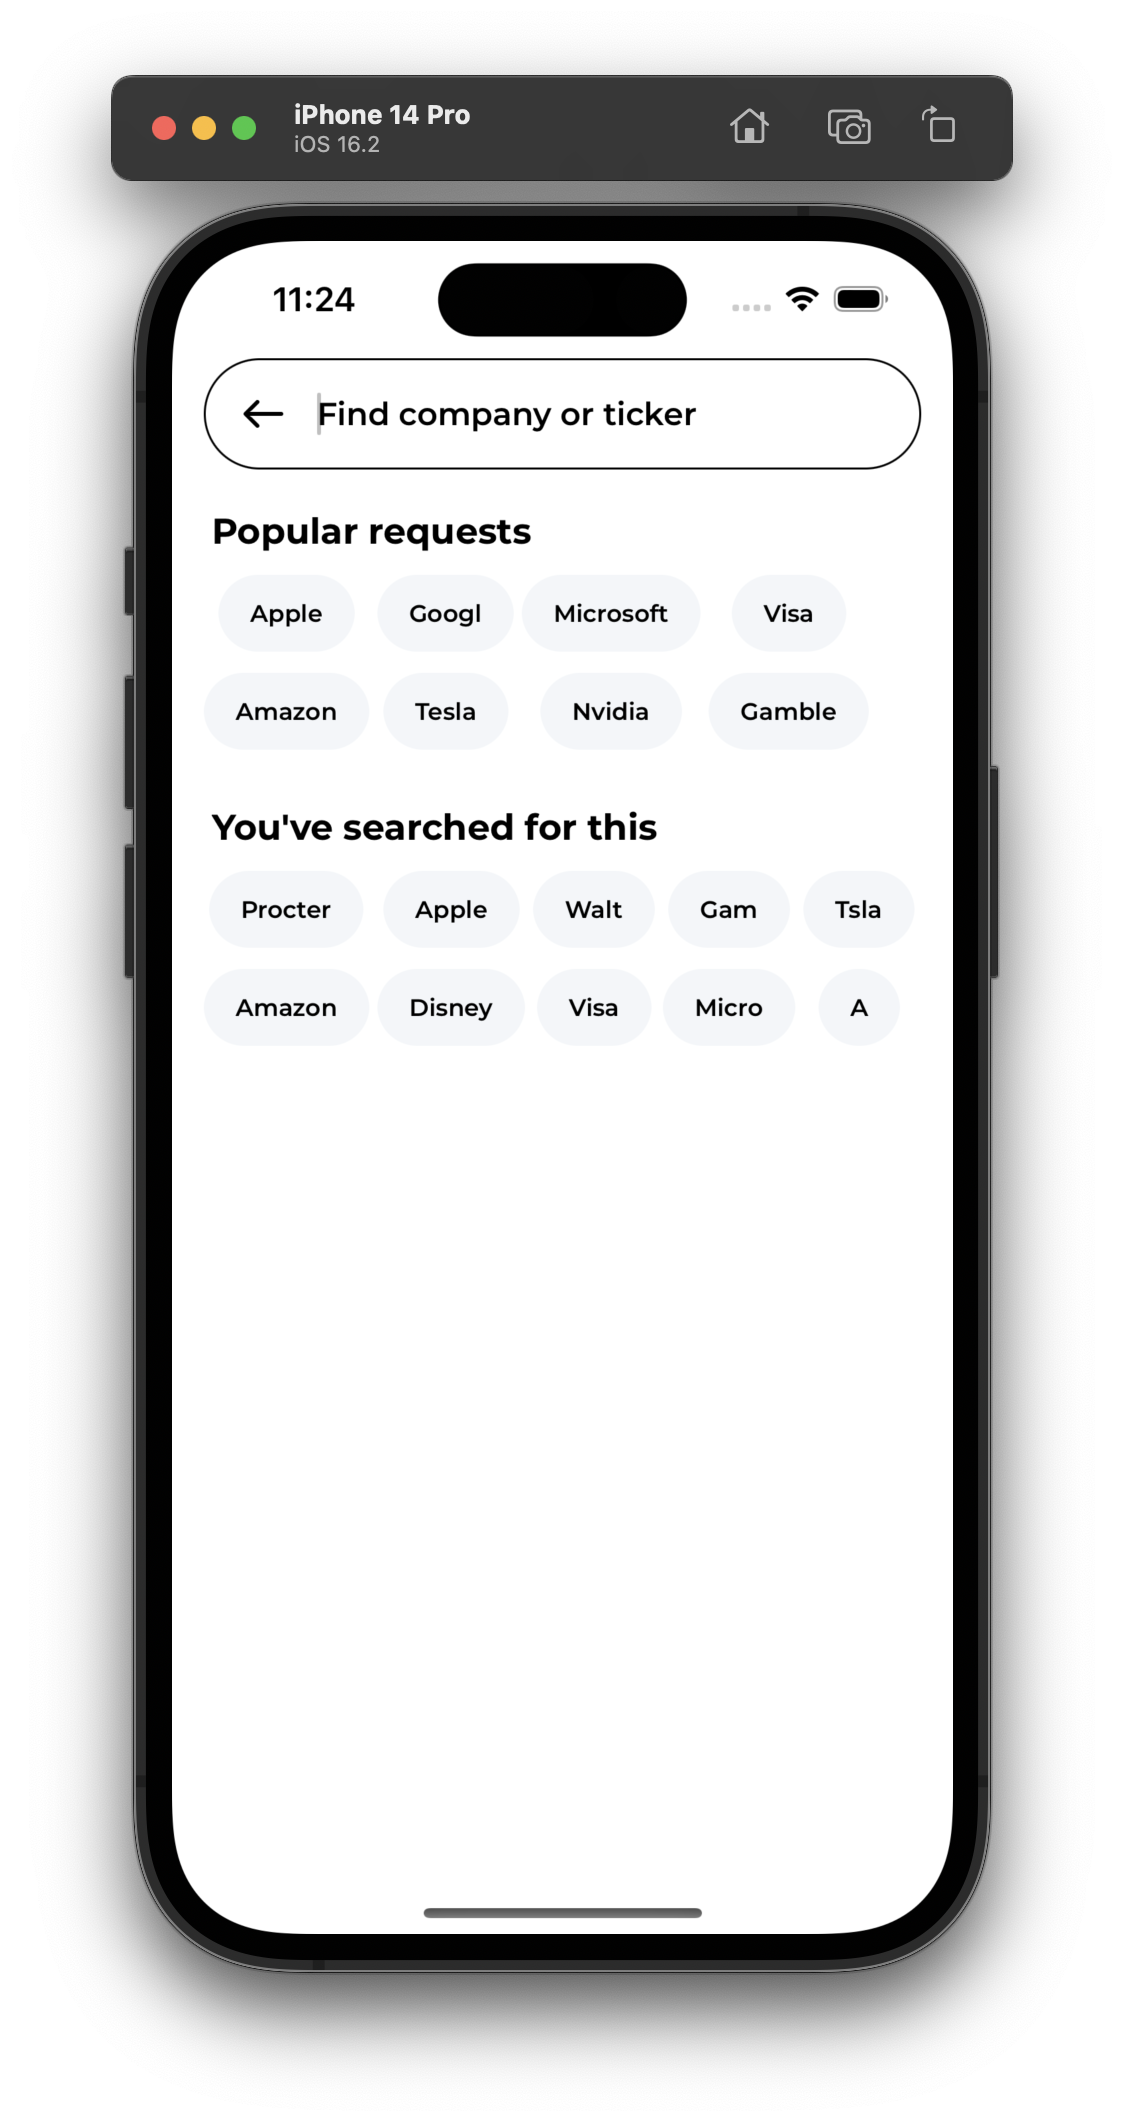 iPhone 14 Pro
iOS 16.2
11:24
Find company or ticker
Popular requests
Apple Googl Microsoft Visa
Amazon Tesla Nvidia Gamble
You've searched for this
Procter Apple Walt Gam Tsla
Amazon Disney Visa Micro A